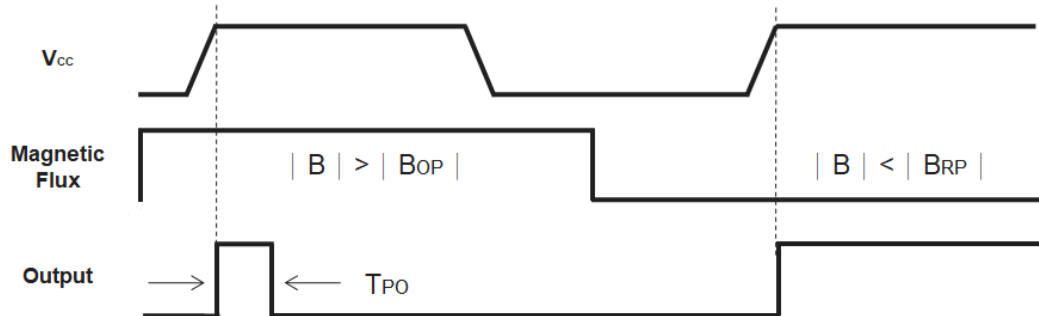 Vcc
Magnetic
Flux
| B | > | BOP |
| B | < | BRP |
Output
TPO